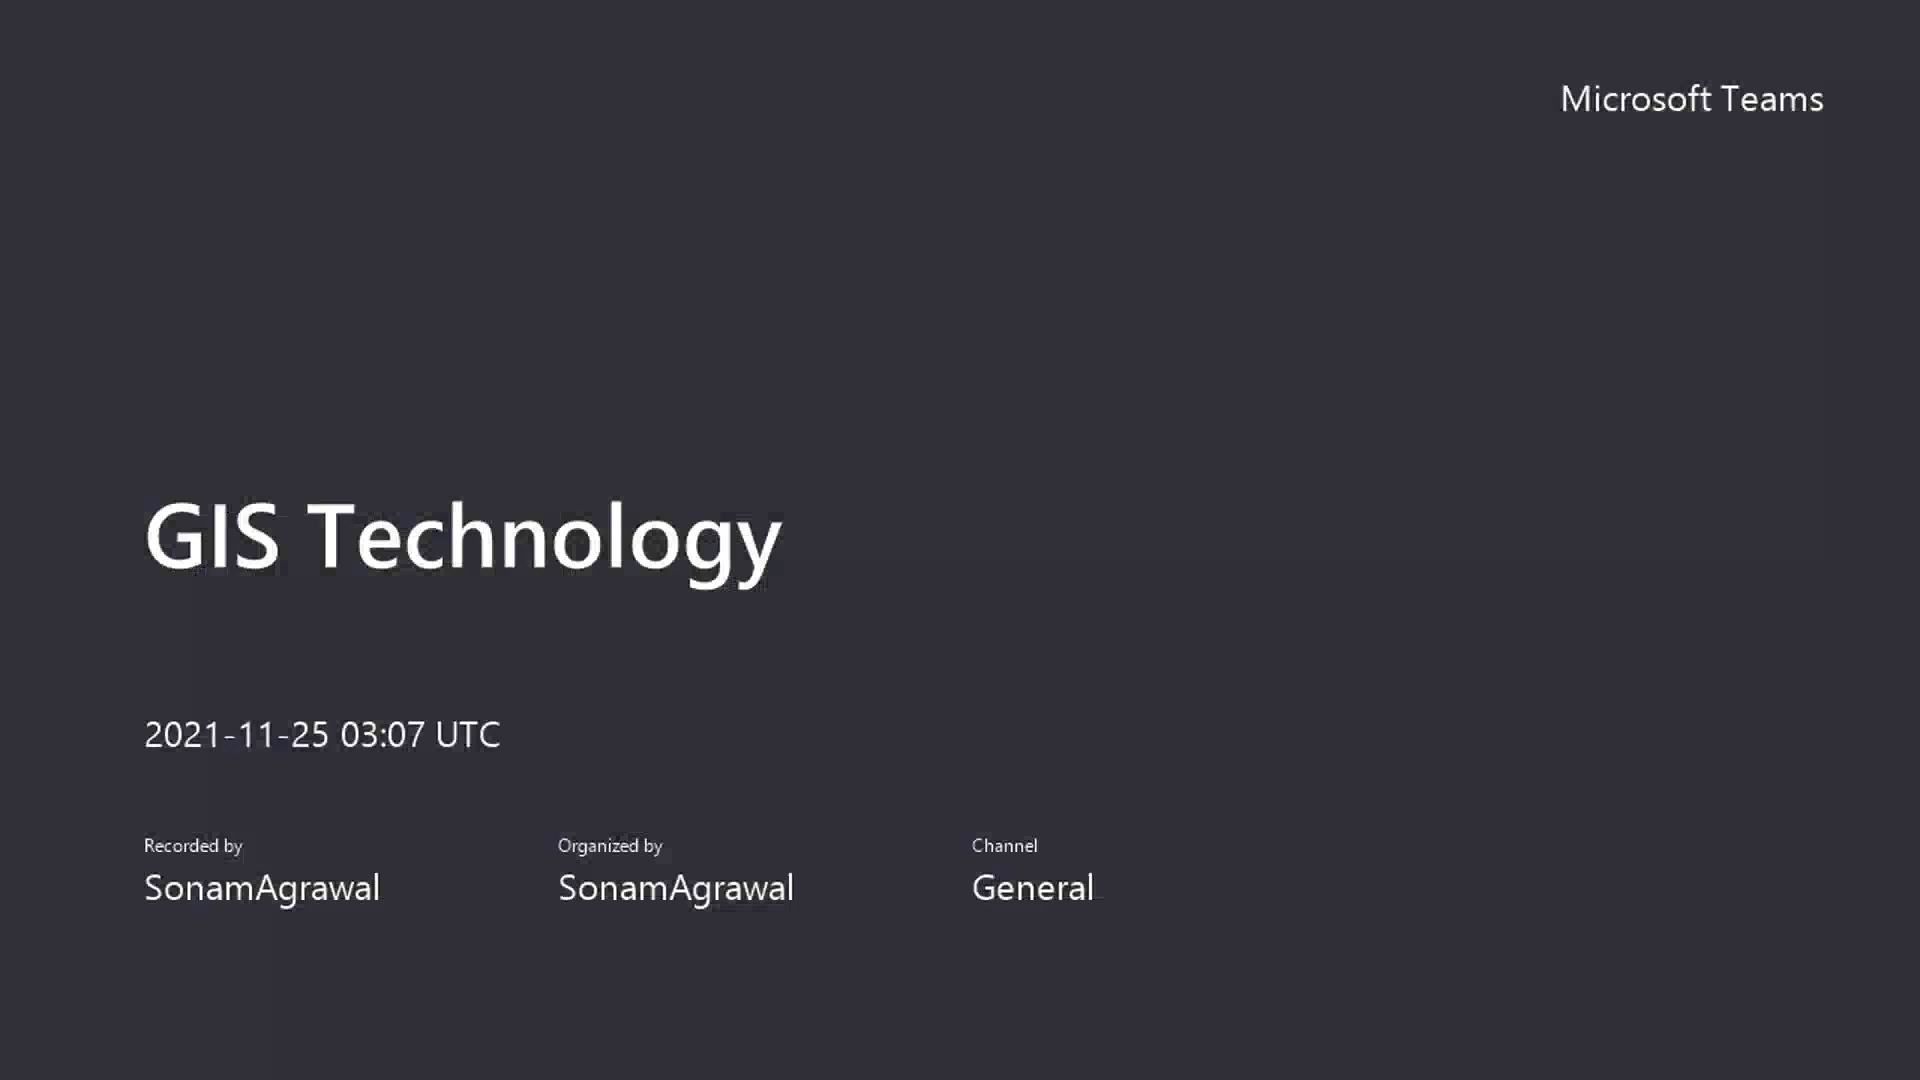 Microsoft Teams
GIS Technology
2021-11-25 03:07 UTC
Recorded by
SonamAgrawal
Organized by
SonamAgrawal
Channel
General